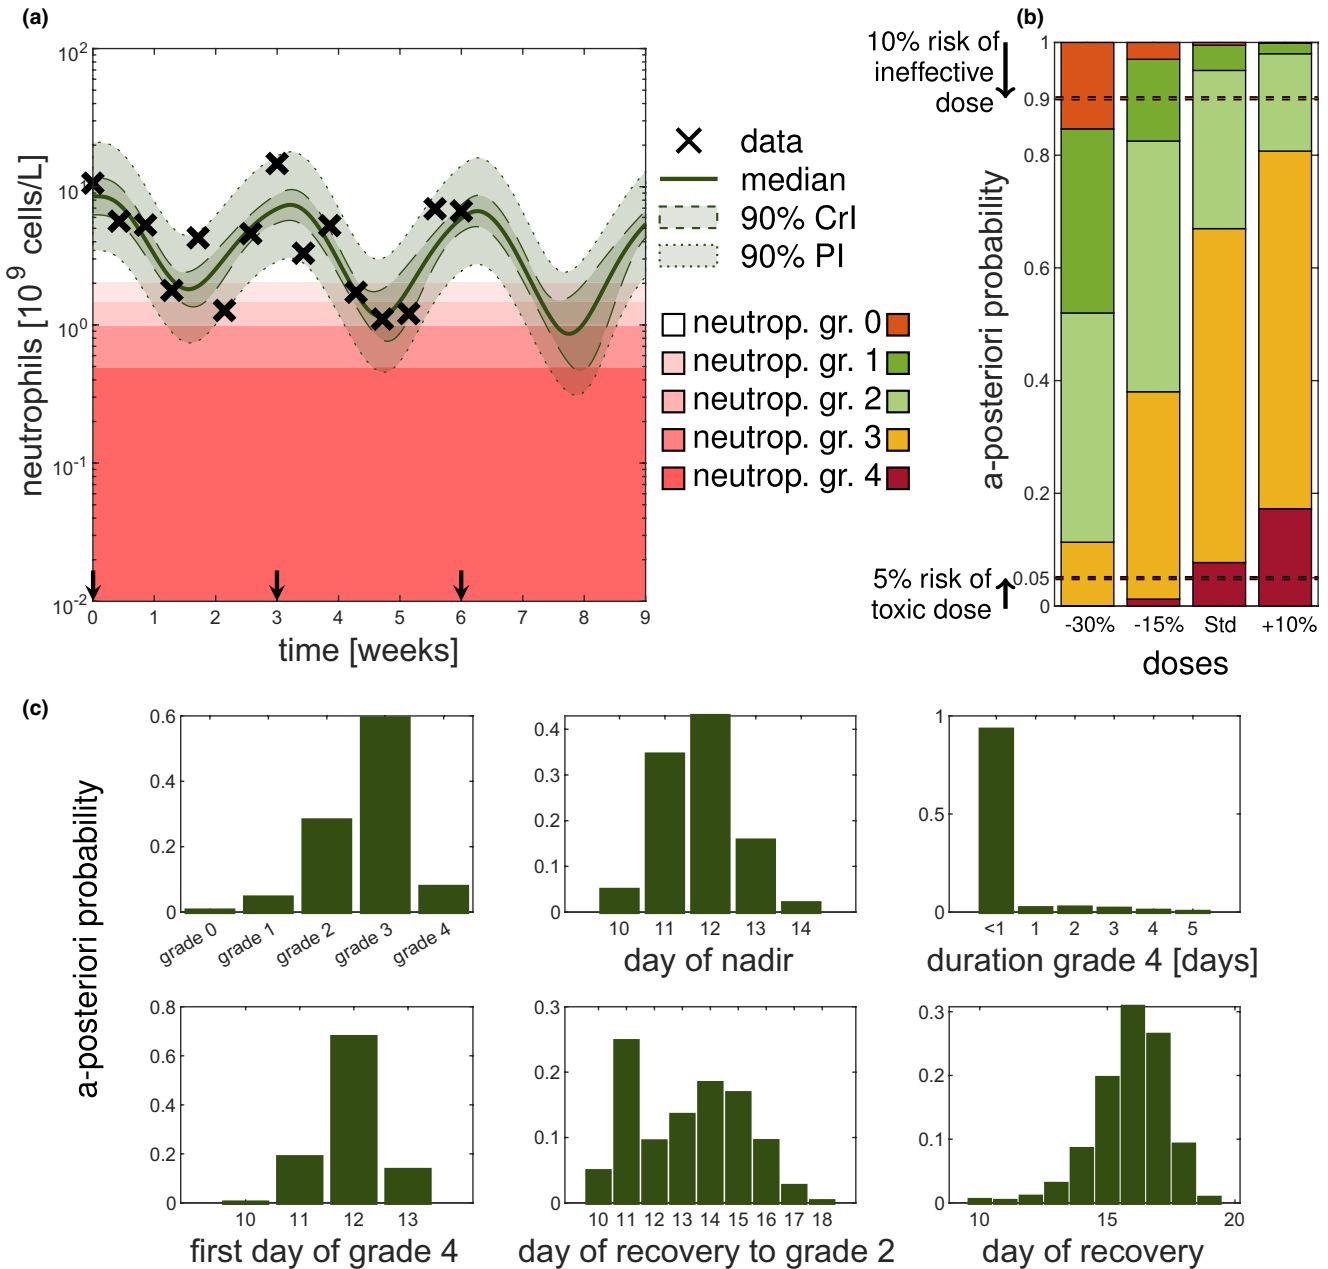 (a)
10^2
10^1
10^0
10^-1
10^-2
neutrophils [10^9 cells/L]
0 1 2 3 4 5 6 7 8 9
time [weeks]
data
median
90% CrI
90% PI
neutrop. gr. 0
neutrop. gr. 1
neutrop. gr. 2
neutrop. gr. 3
neutrop. gr. 4
(b)
10% risk of
ineffective
dose
5% risk of
toxic dose
a-posteriori probability
1
0.9
0.8
0.6
0.4
0.2
0.05
0
-30% -15% Std +10%
doses
(c)
a-posteriori probability
0.6
0.4
0.2
0
grade 0 grade 1 grade 2 grade 3 grade 4
0.4
0.3
0.2
0.1
0
10 11 12 13 14
day of nadir
1
0.5
0
<1 1 2 3 4 5
duration grade 4 [days]
0.8
0.6
0.4
0.2
0
10 11 12 13
first day of grade 4
0.3
0.2
0.1
0
10 11 12 13 14 15 16 17 18
day of recovery to grade 2
0.3
0.2
0.1
0
10 15 20
day of recovery